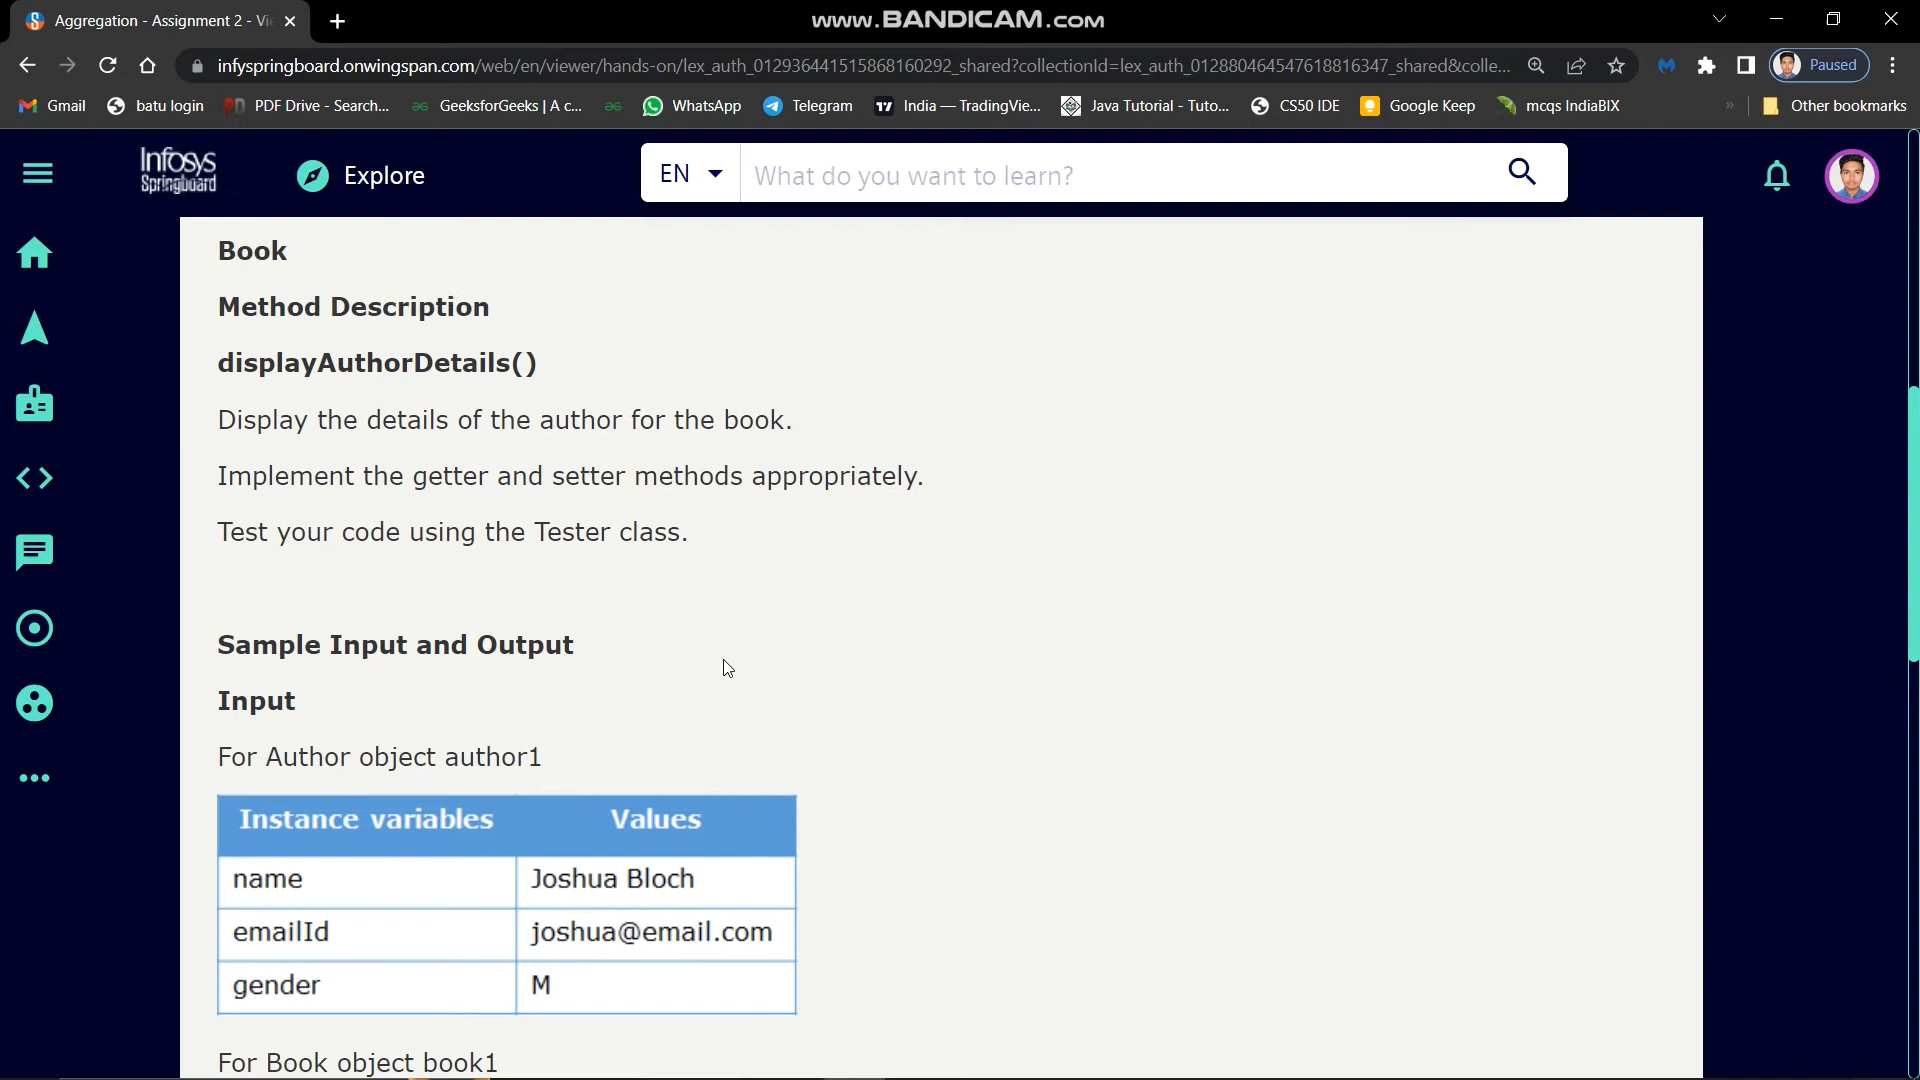 Aggregation - Assignment 2 - Vi
www.BANDICAM.com
infyspringboard.onwingspan.com/web/en/viewer/hands-on/lex_auth_012936441515868160292_shared?collectionId=lex_auth_012880464547618816347_shared&colle...
Paused
Gmail
batu login
PDF Drive - Search...
GeeksforGeeks | A c...
WhatsApp
Telegram
India — TradingVie...
Java Tutorial - Tuto...
CS50 IDE
Google Keep
mcqs IndiaBIX
»
Other bookmarks
Infosys
Springboard
Explore
EN
What do you want to learn?
Book
Method Description
displayAuthorDetails()
Display the details of the author for the book.
Implement the getter and setter methods appropriately.
Test your code using the Tester class.
Sample Input and Output
Input
For Author object author1
Instance variables Values
name Joshua Bloch
emailId joshua@email.com
gender M
For Book object book1